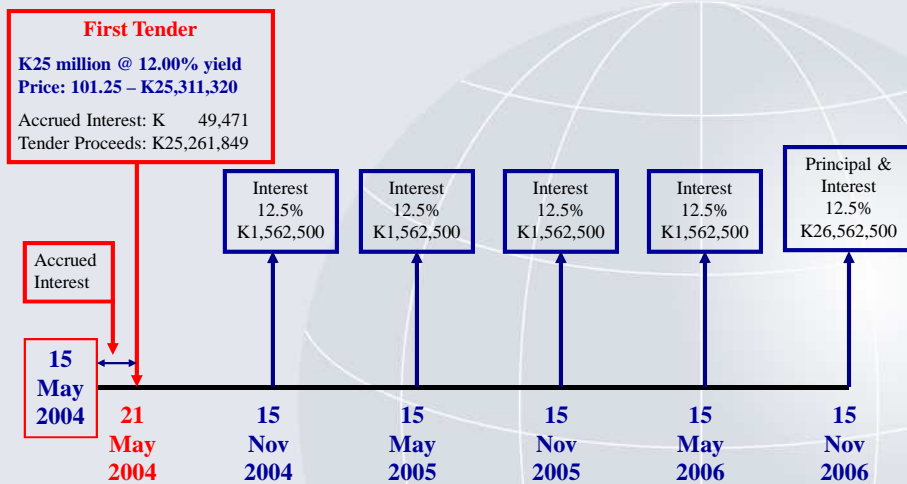 First Tender
K25 million @ 12.00% yield
Price: 101.25 – K25,311,320
Accrued Interest: K 49,471
Tender Proceeds: K25,261,849
Interest
12.5%
K1,562,500
Interest
12.5%
K1,562,500
Interest
12.5%
K1,562,500
Interest
12.5%
K1,562,500
Principal &
Interest
12.5%
K26,562,500
Accrued
Interest
15
May
2004
21
May
2004
15
Nov
2004
15
May
2005
15
Nov
2005
15
May
2006
15
Nov
2006